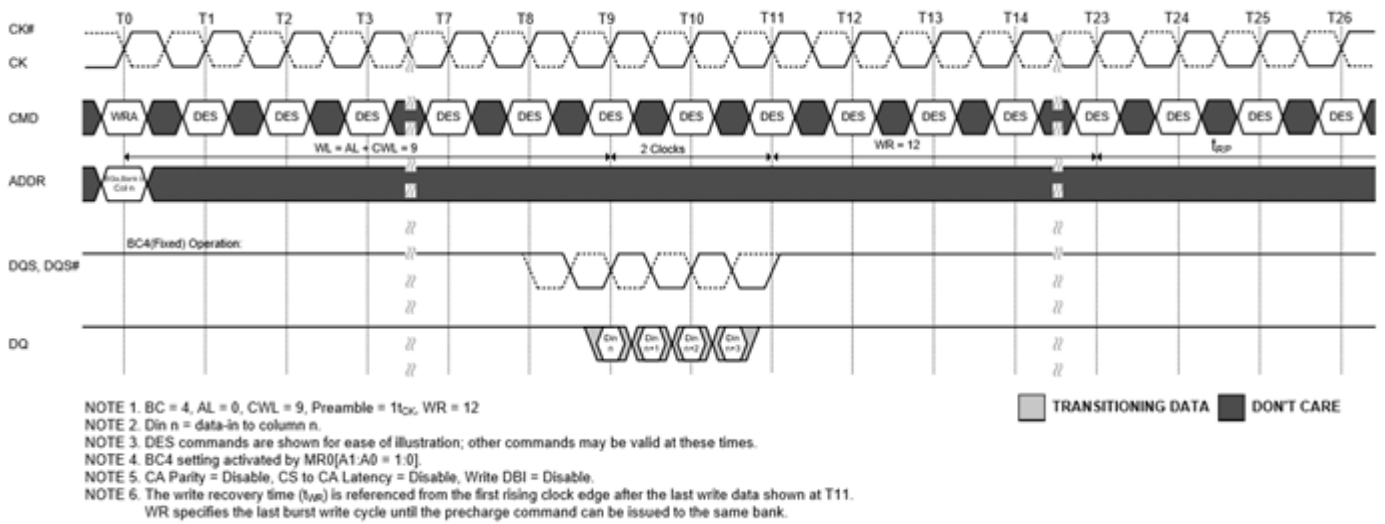 T0 T1 T2 T3 T7 T8 T9 T10 T11 T12 T13 T14 T23 T24 T25 T26
CK#
CK
CMD WRA DES DES DES DES DES DES DES DES DES DES DES DES DES DES DES
WL = AL + CWL = 9 2 Clocks WR = 12 tRP
ADDR
Col n
BC4(Fixed) Operation:
DQS, DQS#
DQ Din Din Din Din
n n+1 n+2 n+3
NOTE 1. BC = 4, AL = 0, CWL = 9, Preamble = 1tCK, WR = 12
NOTE 2. Din n = data-in to column n.
NOTE 3. DES commands are shown for ease of illustration; other commands may be valid at these times.
NOTE 4. BC4 setting activated by MR0[A1:A0 = 1:0].
NOTE 5. CA Parity = Disable, CS to CA Latency = Disable, Write DBI = Disable.
NOTE 6. The write recovery time (tWR) is referenced from the first rising clock edge after the last write data shown at T11.
WR specifies the last burst write cycle until the precharge command can be issued to the same bank.
TRANSITIONING DATA DON'T CARE